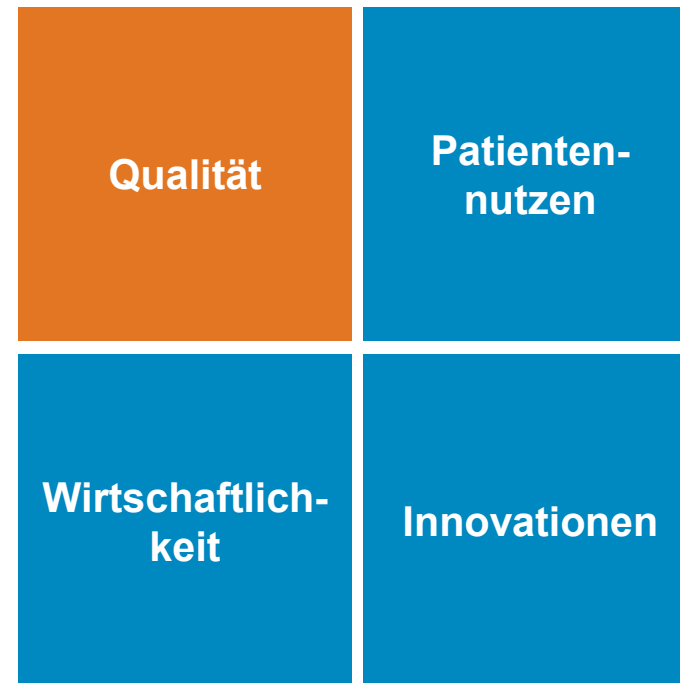 Qualität
Patienten-
nutzen
Wirtschaftlich-
keit
Innovationen